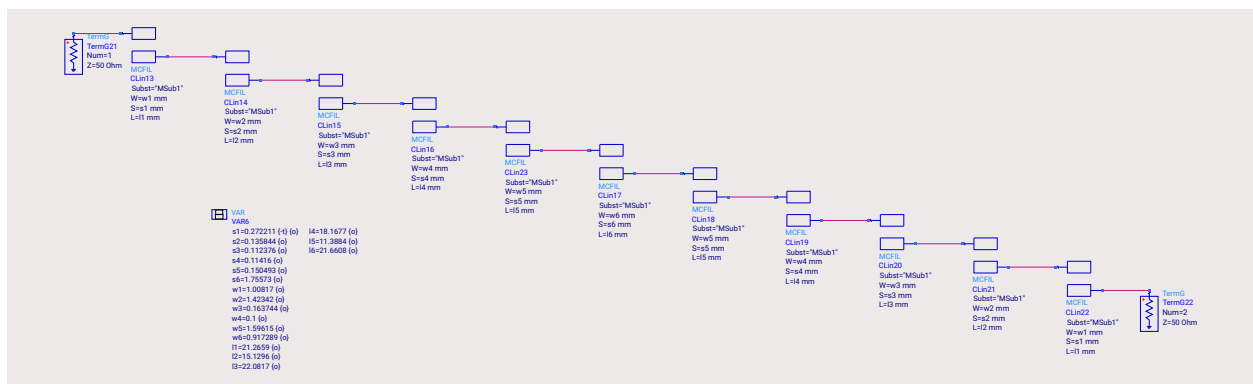 TermG
TermG21
Num=1
Z=50 Ohm
MCFIL
CLin13
Subst="MSub1"
W=w1 mm
S=s1 mm
L=l1 mm
MCFIL
CLin14
Subst="MSub1"
W=w2 mm
S=s2 mm
L=l2 mm
MCFIL
CLin15
Subst="MSub1"
W=w3 mm
S=s3 mm
L=l3 mm
MCFIL
CLin16
Subst="MSub1"
W=w4 mm
S=s4 mm
L=l4 mm
MCFIL
CLin23
Subst="MSub1"
W=w5 mm
S=s5 mm
L=l5 mm
MCFIL
CLin17
Subst="MSub1"
W=w6 mm
S=s6 mm
L=l6 mm
MCFIL
CLin18
Subst="MSub1"
W=w5 mm
S=s5 mm
L=l5 mm
MCFIL
CLin19
Subst="MSub1"
W=w4 mm
S=s4 mm
L=l4 mm
MCFIL
CLin20
Subst="MSub1"
W=w3 mm
S=s3 mm
L=l3 mm
MCFIL
CLin21
Subst="MSub1"
W=w2 mm
S=s2 mm
L=l2 mm
MCFIL
CLin22
Subst="MSub1"
W=w1 mm
S=s1 mm
L=l1 mm
TermG
TermG22
Num=2
Z=50 Ohm
VAR
VAR6
s1=0.272211 {-t} {o}
s2=0.135844 {o}
s3=0.112376 {o}
s4=0.11416 {o}
s5=0.150493 {o}
s6=1.75573 {o}
w1=1.00817 {o}
w2=1.42342 {o}
w3=0.163744 {o}
w4=0.1 {o}
w5=1.59615 {o}
w6=0.917289 {o}
l1=21.2659 {o}
l2=15.1296 {o}
l3=22.0817 {o}
l4=18.1677 {o}
l5=11.3884 {o}
l6=21.6608 {o}